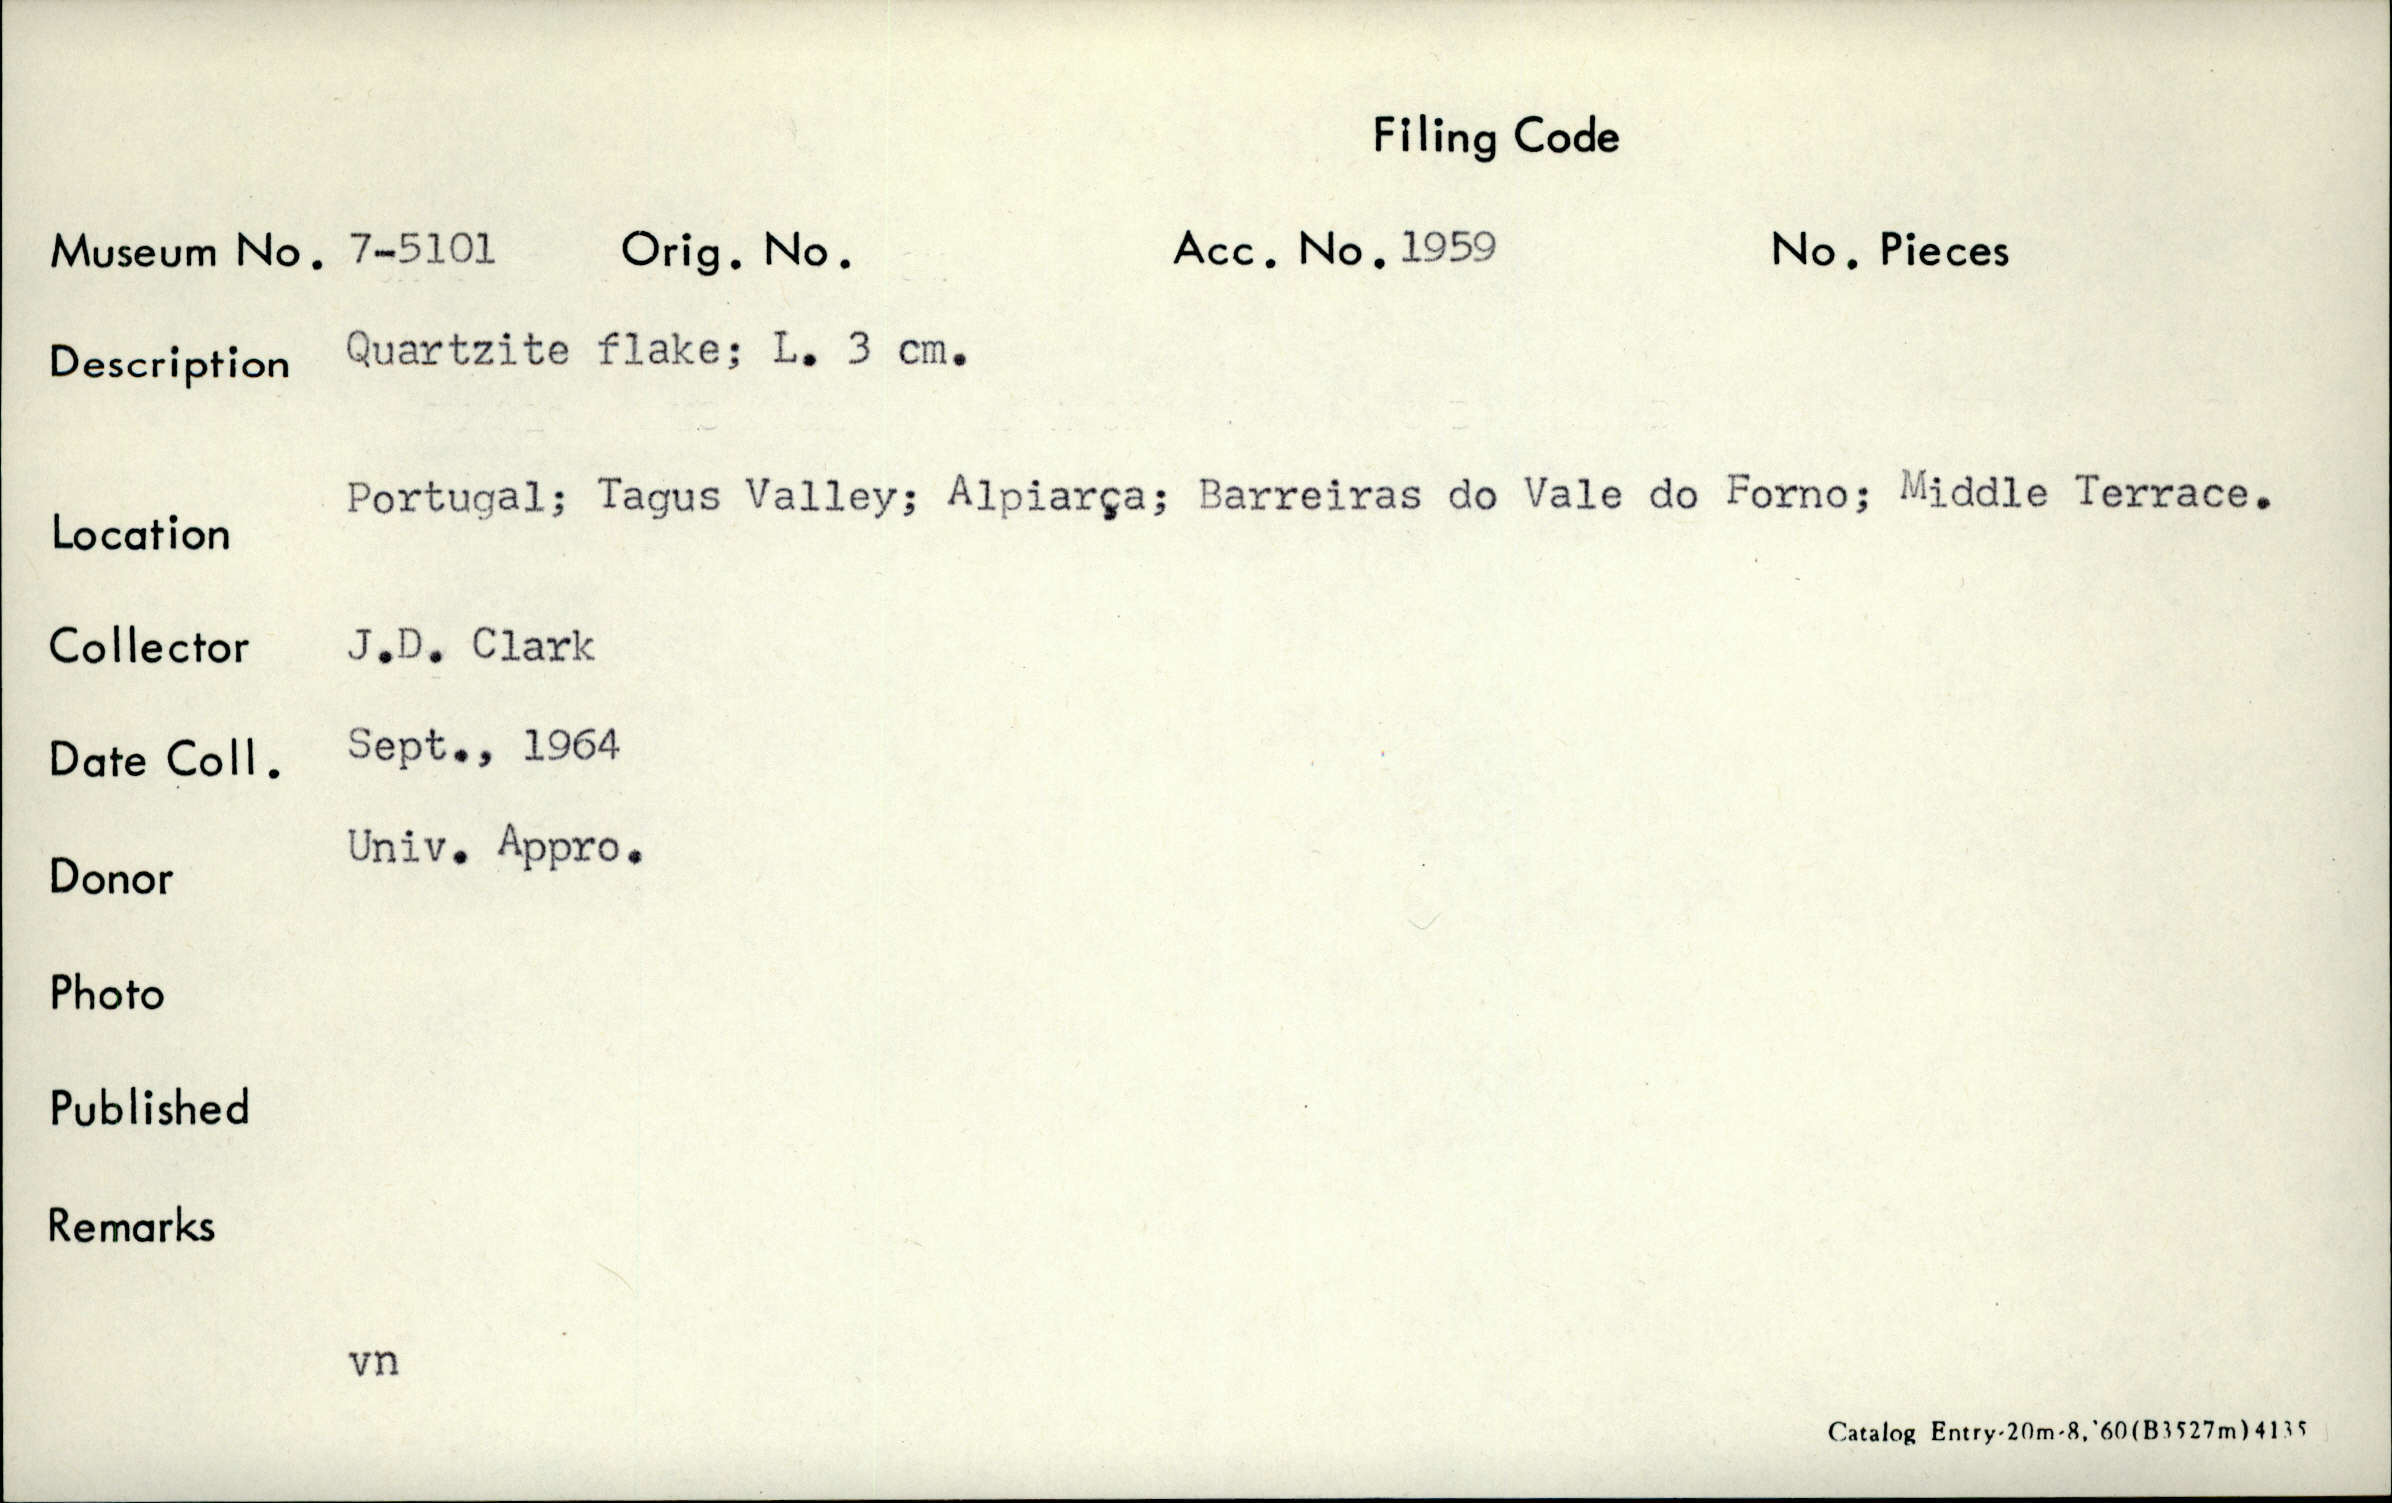 Filing Code
Museum No. 7-5101 Orig. No. Acc. No. 1959 No. Pieces
Description Quartzite flake; L. 3 cm.
Location Portugal; Tagus Valley; Alpiarça; Barreiras do Vale do Forno; Middle Terrace.
Collector J.D. Clark
Date Coll. Sept., 1964
Donor Univ. Appro.
Photo
Published
Remarks
vn
Catalog Entry-20m-8,'60(B3527m)4135